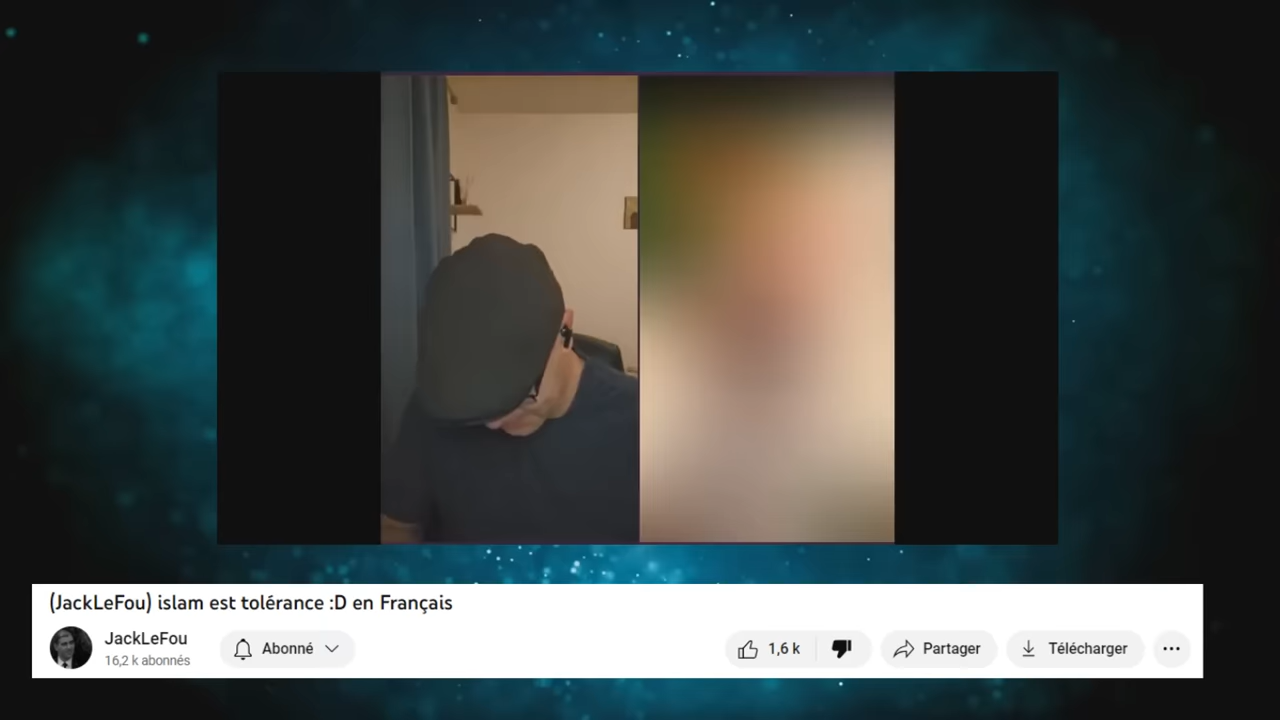 (JackLeFou) islam est tolérance :D en Français
JackLeFou
16,2 k abonnés
Abonné
1,6 k
Partager
Télécharger